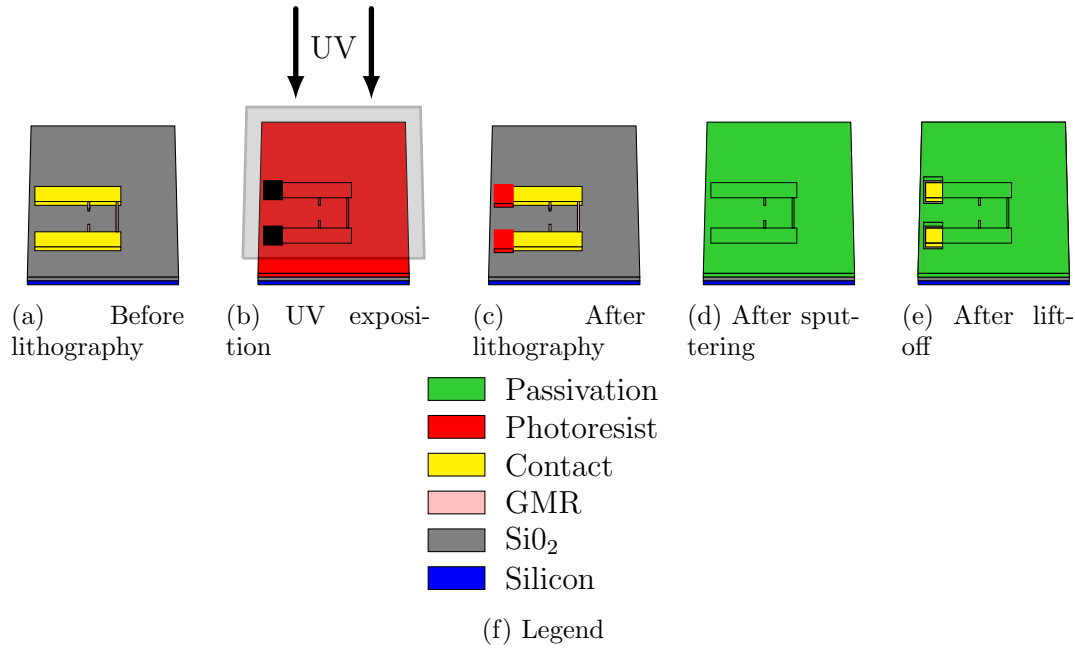 UV
(a) Before
lithography
(b) UV exposi-
tion
(c) After
lithography
(d) After sput-
tering
(e) After lift-
off
Passivation
Photoresist
Contact
GMR
Si0₂
Silicon
(f) Legend